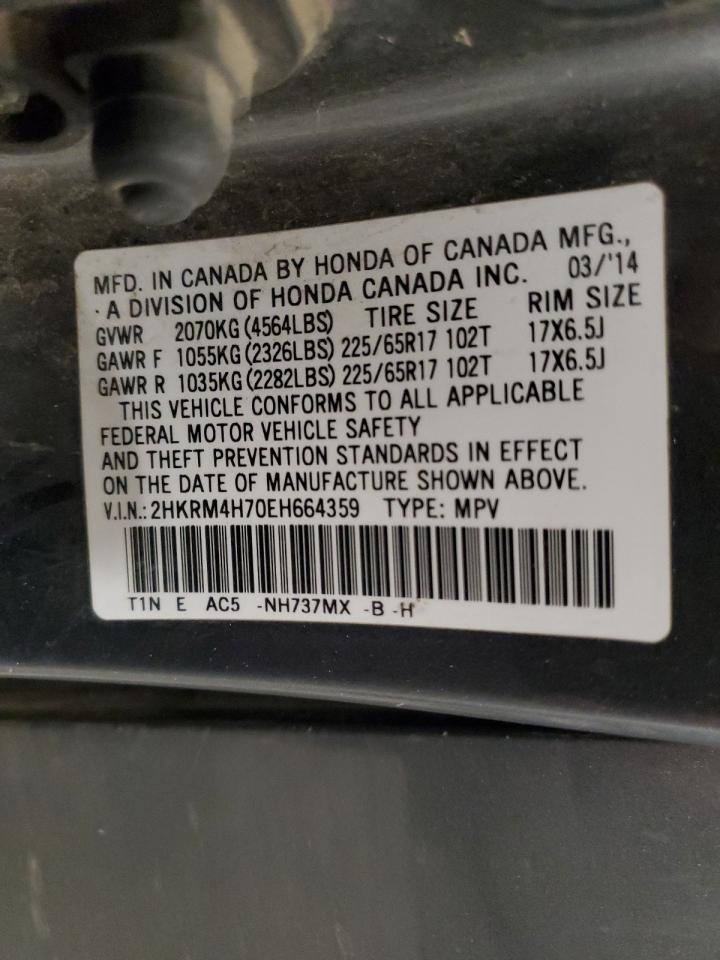 MFD. IN CANADA BY HONDA OF CANADA MFG.,
·A DIVISION OF HONDA CANADA INC. 03/'14
GVWR 2070KG(4564LBS) TIRE SIZE RIM SIZE
GAWR F 1055KG(2326LBS) 225/65R17 102T 17X6.5J
GAWR R 1035KG(2282LBS) 225/65R17 102T 17X6.5J
THIS VEHICLE CONFORMS TO ALL APPLICABLE
FEDERAL MOTOR VEHICLE SAFETY
AND THEFT PREVENTION STANDARDS IN EFFECT
ON THE DATE OF MANUFACTURE SHOWN ABOVE.
V.I.N.: 2HKRM4H70EH664359 TYPE: MPV
T1N E AC5 -NH737MX -B -H